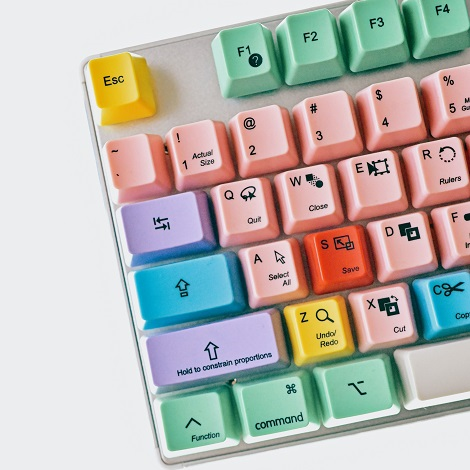 F1 ? F2 F3 F4
Esc
~ ! @ # $ %
` 1 Actual Size 2 3 4 5
Q Quit W Close E R Rulers
A Select All S Save D F
Hold to constrain proportions Z Undo/Redo X Cut C
Function ⌘ command ⌥